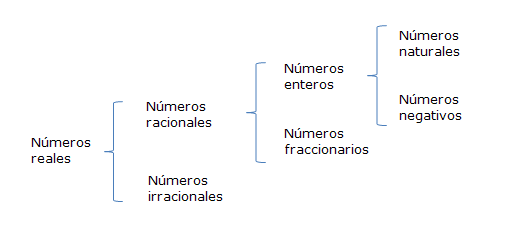 Números
reales
Números
racionales
Números
irracionales
Números
enteros
Números
fraccionarios
Números
naturales
Números
negativos